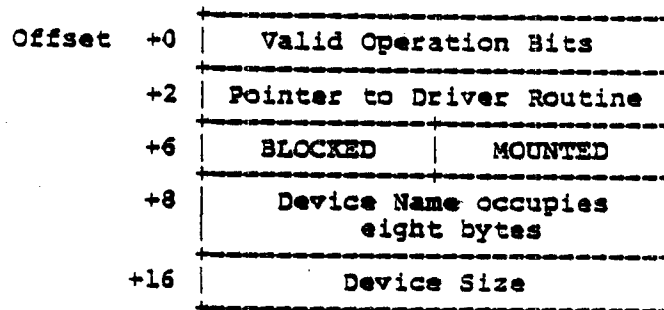 Offset +0 Valid Operation Bits
+2 Pointer to Driver Routine
+6 BLOCKED MOUNTED
+8 Device Name occupies
eight bytes
+16 Device Size